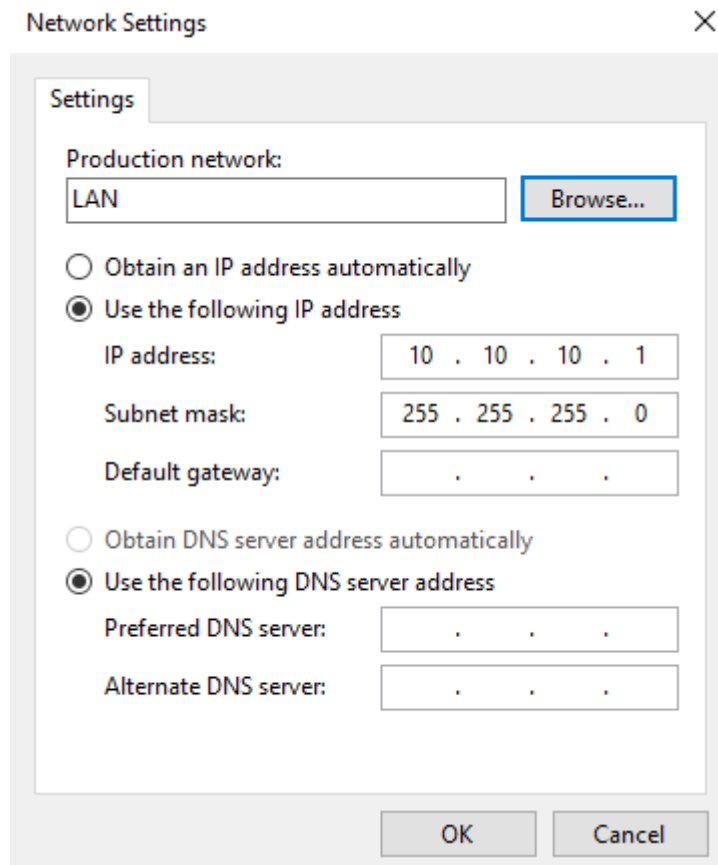 Network Settings
Settings
Production network:
LAN
Browse...
Obtain an IP address automatically
Use the following IP address
IP address: 10 . 10 . 10 . 1
Subnet mask: 255 . 255 . 255 . 0
Default gateway: . . .
Obtain DNS server address automatically
Use the following DNS server address
Preferred DNS server: . . .
Alternate DNS server: . . .
OK Cancel